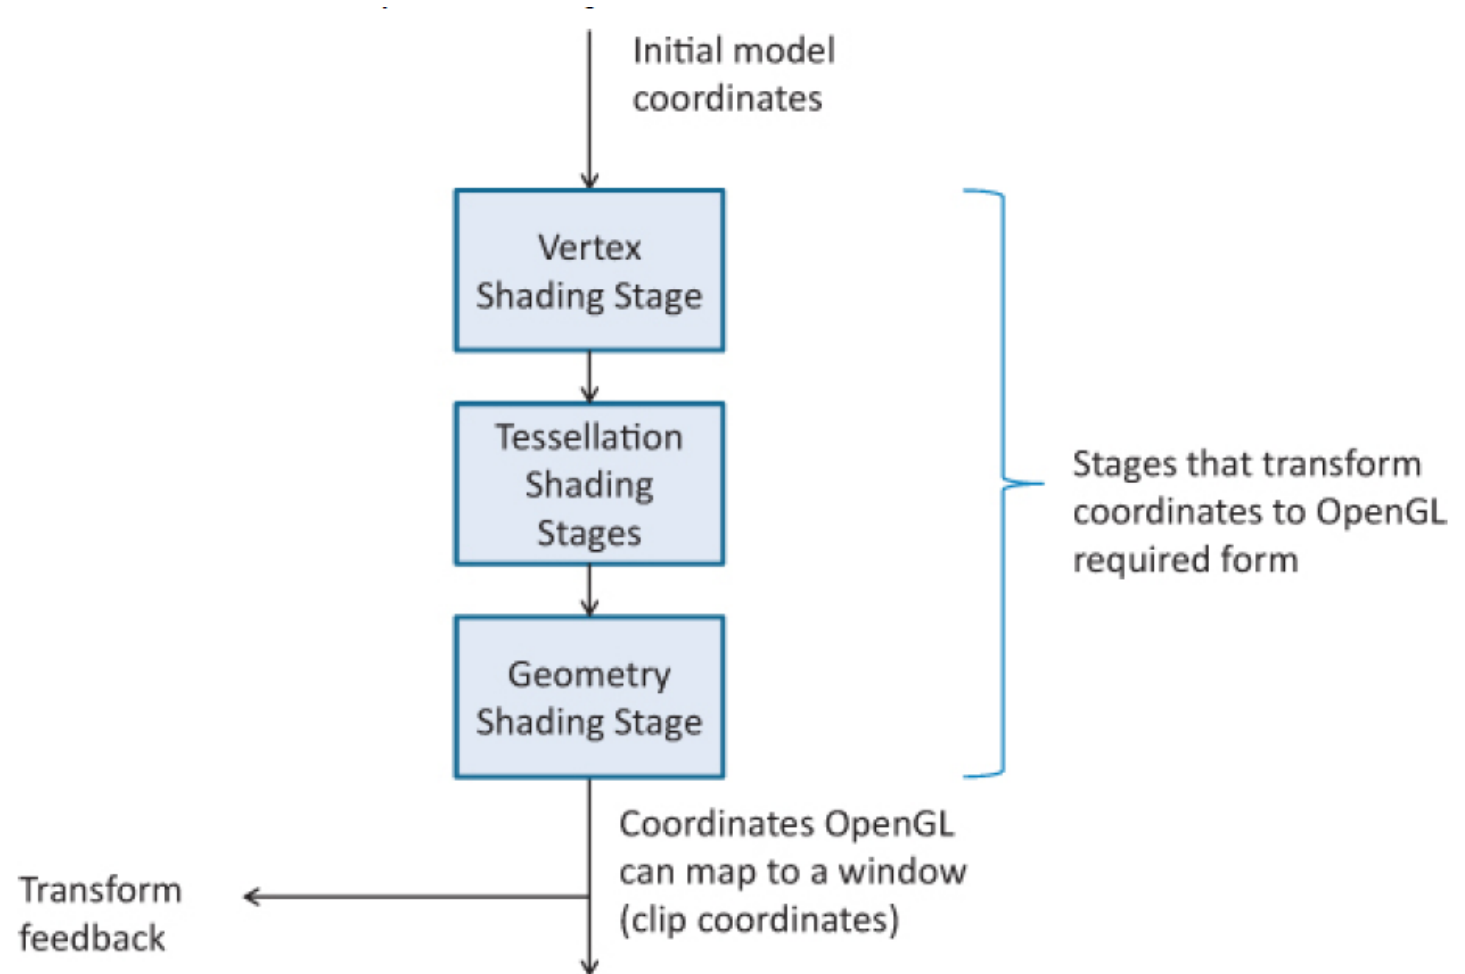 Initial model
coordinates
Vertex
Shading Stage
Tessellation
Shading
Stages
Stages that transform
coordinates to OpenGL
required form
Geometry
Shading Stage
Coordinates OpenGL
can map to a window
(clip coordinates)
Transform
feedback